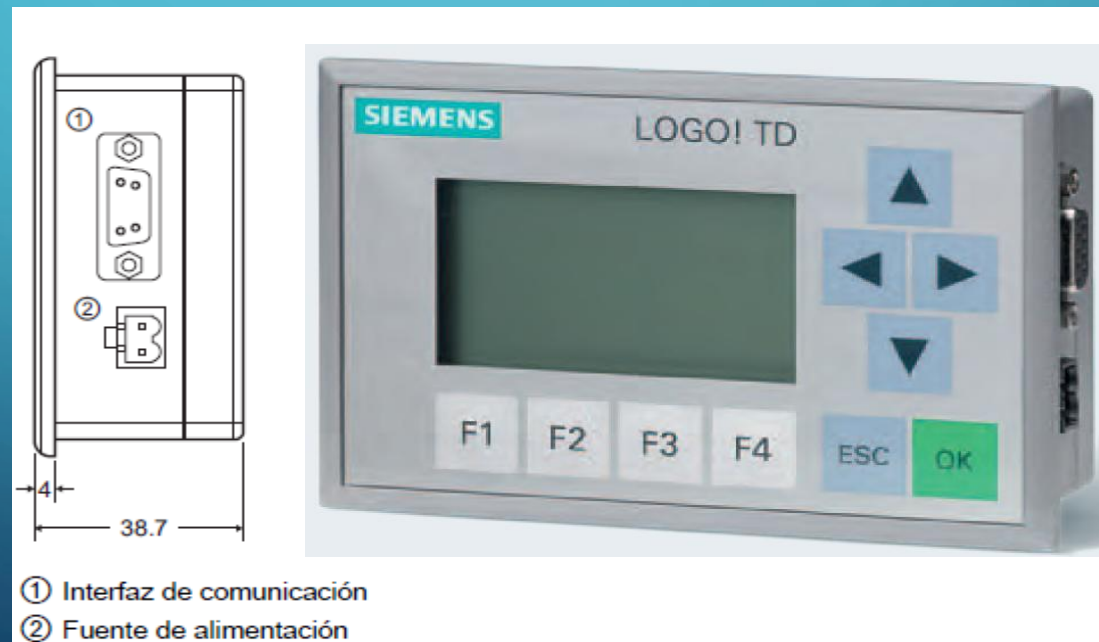 ①
②
4
38.7
SIEMENS
LOGO! TD
F1 F2 F3 F4 ESC OK
① Interfaz de comunicación
② Fuente de alimentación